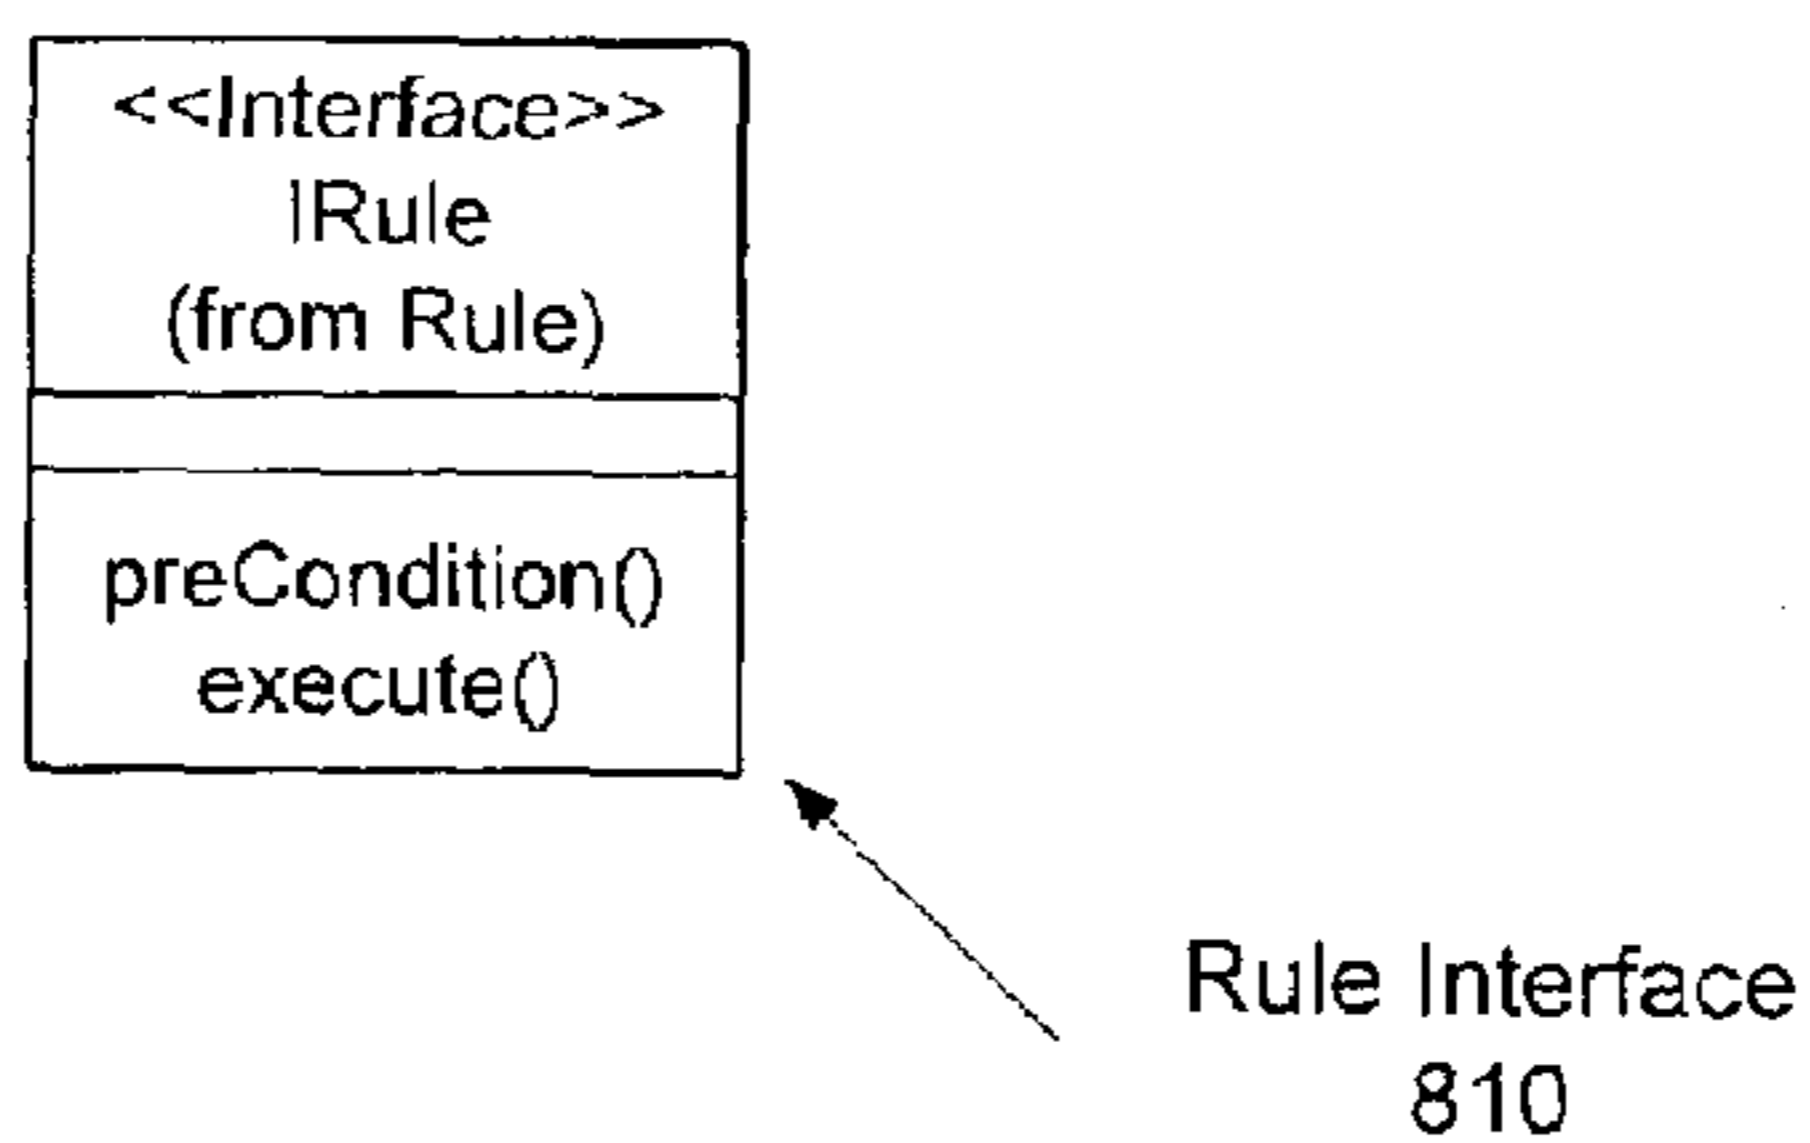 <<Interface>>
IRule
(from Rule)
preCondition()
execute()
Rule Interface
810